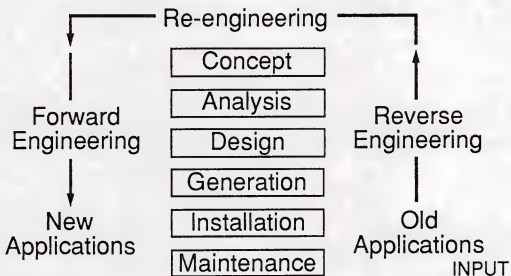 Re-engineering
Concept
Analysis
Design
Generation
Installation
Maintenance
Forward
Engineering
New
Applications
Reverse
Engineering
Old
Applications
INPUT